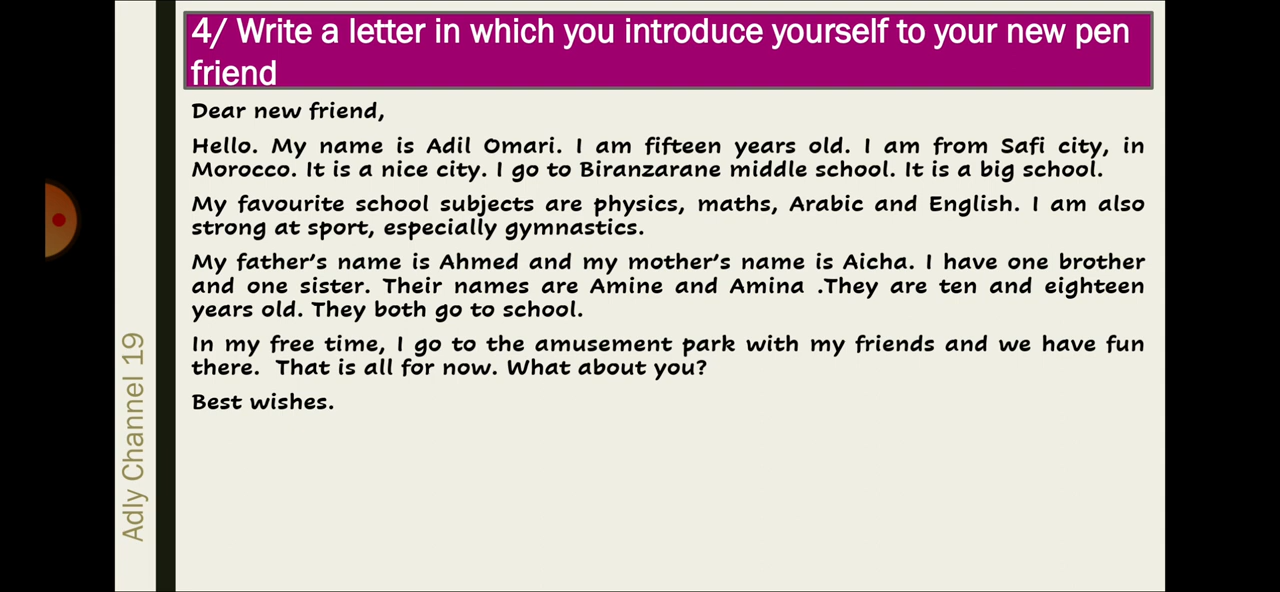 4/ Write a letter in which you introduce yourself to your new pen
friend
Dear new friend,
Hello. My name is Adil Omari. I am fifteen years old. I am from Safi city, in
Morocco. It is a nice city. I go to Biranzarane middle school. It is a big school.
My favourite school subjects are physics, maths, Arabic and English. I am also
strong at sport, especially gymnastics.
My father's name is Ahmed and my mother's name is Aicha. I have one brother
and one sister. Their names are Amine and Amina .They are ten and eighteen
years old. They both go to school.
In my free time, I go to the amusement park with my friends and we have fun
there.  That is all for now. What about you?
Best wishes.
Adly Channel 19